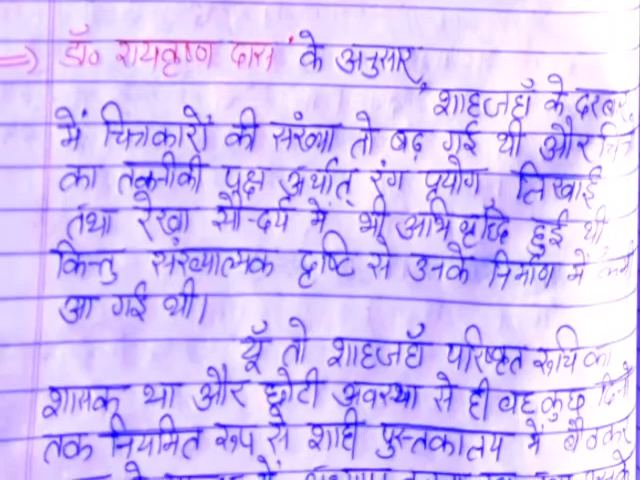 => डॉ० रायकृष्ण दास के अनुसार,
"शाहजहाँ के दरबार
में चित्रकारों की संख्या तो बढ़ गई थी और चित्र
का तकनीकी पक्ष अर्थात् रंग प्रयोग, लिखाई
तथा रेखा सौन्दर्य में भी अभिवृद्धि हुई थी
किन्तु संख्यात्मक दृष्टि से उनके निर्माण में कमी
आ गई थी।
यूँ तो शाहजहाँ परिष्कृत रूचि का
शासक था और छोटी अवस्था से ही वह कुछ दिनों
तक नियमित रूप से शाही पुस्तकालय में बैठकर